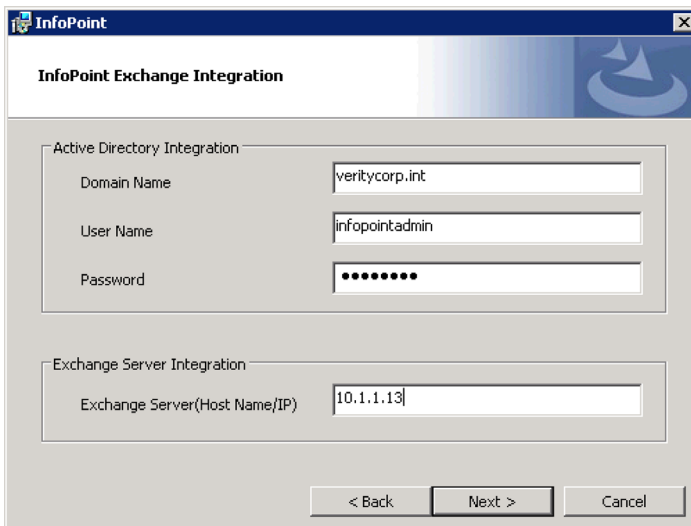 InfoPoint
InfoPoint Exchange Integration
Active Directory Integration
Domain Name veritycorp.int
User Name infopointadmin
Password ●●●●●●●●
Exchange Server Integration
Exchange Server(Host Name/IP) 10.1.1.13
< Back Next > Cancel